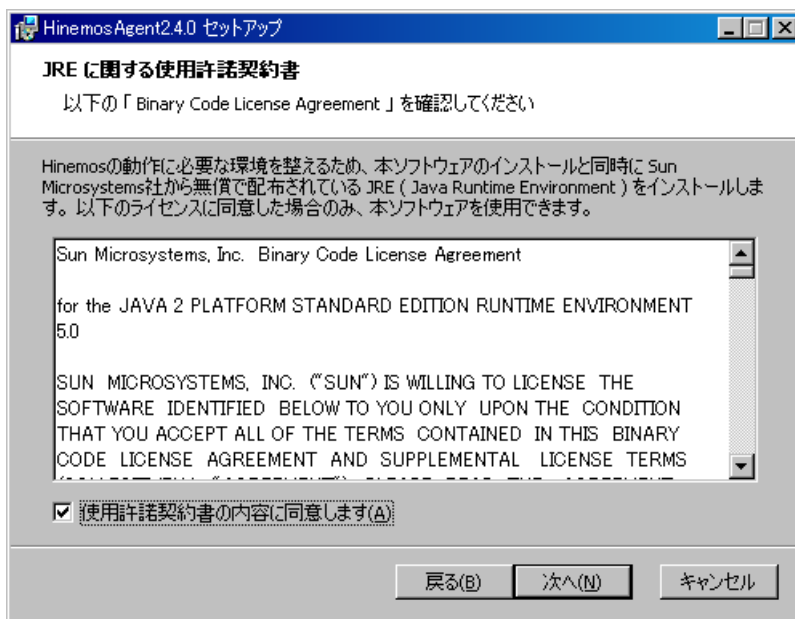 HinemosAgent2.4.0 セットアップ
JRE に関する使用許諾契約書
以下の「 Binary Code License Agreement 」を確認してください
Hinemosの動作に必要な環境を整えるため、本ソフトウェアのインストールと同時に Sun
Microsystems社から無償で配布されている JRE ( Java Runtime Environment ) をインストールしま
す。以下のライセンスに同意した場合のみ、本ソフトウェアを使用できます。
Sun Microsystems, Inc. Binary Code License Agreement
for the JAVA 2 PLATFORM STANDARD EDITION RUNTIME ENVIRONMENT
5.0
SUN MICROSYSTEMS, INC. ("SUN") IS WILLING TO LICENSE THE
SOFTWARE IDENTIFIED BELOW TO YOU ONLY UPON THE CONDITION
THAT YOU ACCEPT ALL OF THE TERMS CONTAINED IN THIS BINARY
CODE LICENSE AGREEMENT AND SUPPLEMENTAL LICENSE TERMS
使用許諾契約書の内容に同意します(A)
戻る(B)
次へ(N)
キャンセル